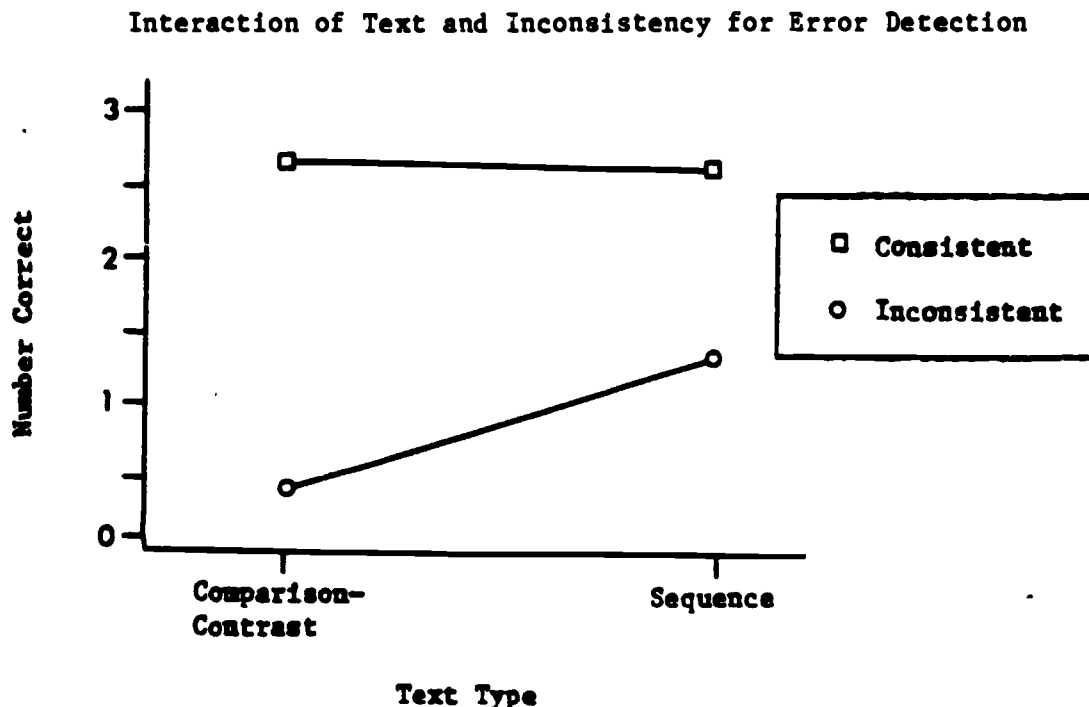 Interaction of Text and Inconsistency for Error Detection
3
2
1
0
Number Correct
Consistent
Inconsistent
Comparison-
Contrast
Sequence
Text Type